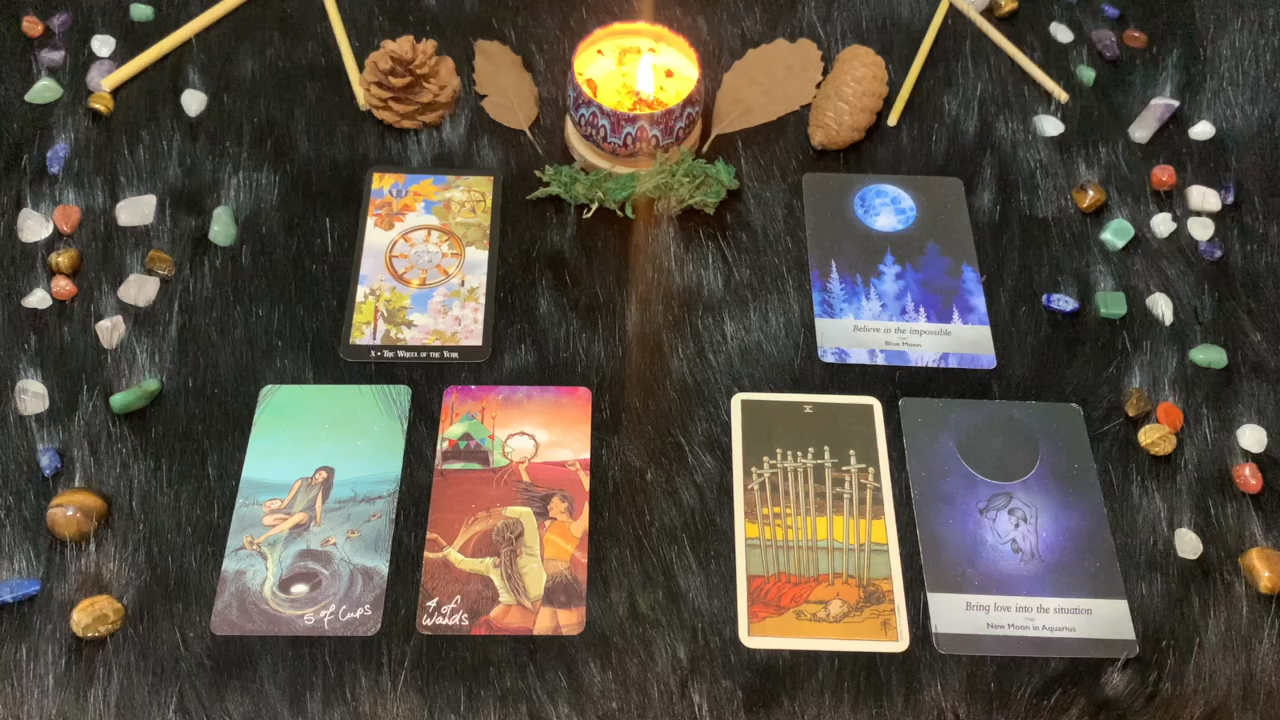 X • The Wheel of the Year
Believe in the impossible
Blue Moon
5 of Cups
4 of
Wands
X
Bring love into the situation
New Moon in Aquarius